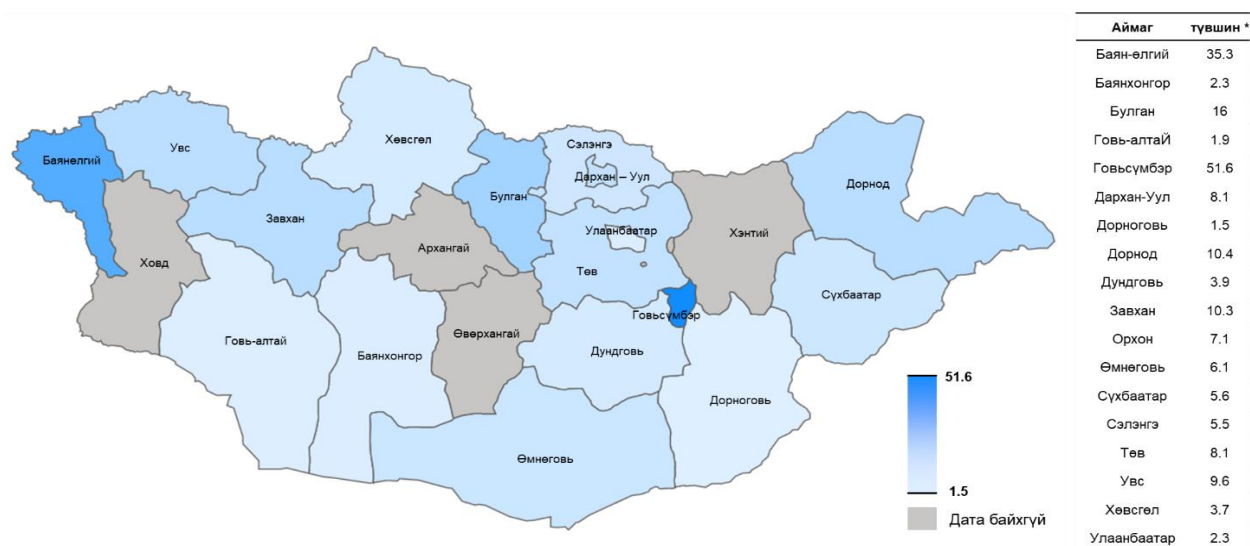 Баянөлгий
Увс
Хөвсгөл
Сэлэнгэ
Дархан – Уул
Дорнод
Булган
Завхан
Улаанбаатар
Хэнтий
Архангай
Ховд
Төв
Сүхбаатар
Говьсүмбэр
Өвөрхангай
Говь-алтай
Баянхонгор
Дундговь
Дорноговь
Өмнөговь
51.6
1.5
Дата байхгүй
Аймаг түвшин *
Баян-өлгий 35.3
Баянхонгор 2.3
Булган 16
Говь-алтаЙ 1.9
Говьсүмбэр 51.6
Дархан-Уул 8.1
Дорноговь 1.5
Дорнод 10.4
Дундговь 3.9
Завхан 10.3
Орхон 7.1
Өмнөговь 6.1
Сүхбаатар 5.6
Сэлэнгэ 5.5
Төв 8.1
Увс 9.6
Хөвсгөл 3.7
Улаанбаатар 2.3